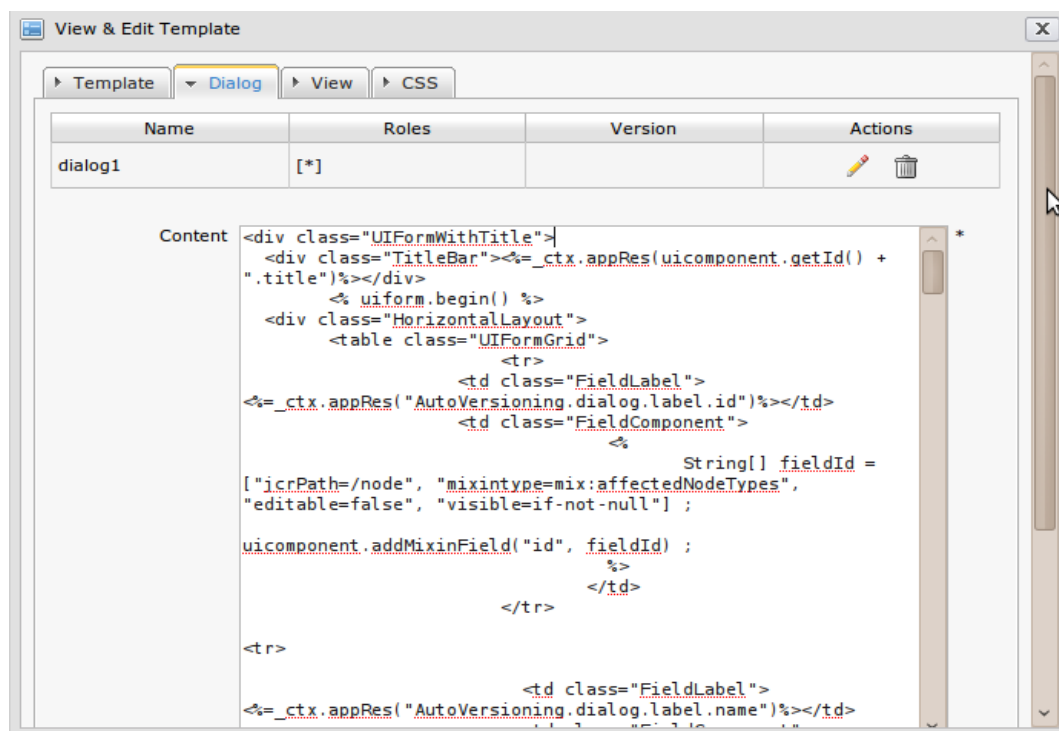 View & Edit Template
Template Dialog View CSS
Name Roles Version Actions
dialog1 [*]
Content <div class="UIFormWithTitle"> *
<div class="TitleBar"><%=_ctx.appRes(uicomponent.getId() +
".title")%></div>
<% uiform.begin() %>
<div class="HorizontalLayout">
<table class="UIFormGrid">
<tr>
<td class="FieldLabel">
<%=_ctx.appRes("AutoVersioning.dialog.label.id")%></td>
<td class="FieldComponent">
<%
String[] fieldId =
["jcrPath=/node", "mixintype=mix:affectedNodeTypes",
"editable=false", "visible=if-not-null"] ;
uicomponent.addMixinField("id", fieldId) ;
%>
</td>
</tr>
<tr>
<td class="FieldLabel">
<%=_ctx.appRes("AutoVersioning.dialog.label.name")%></td>